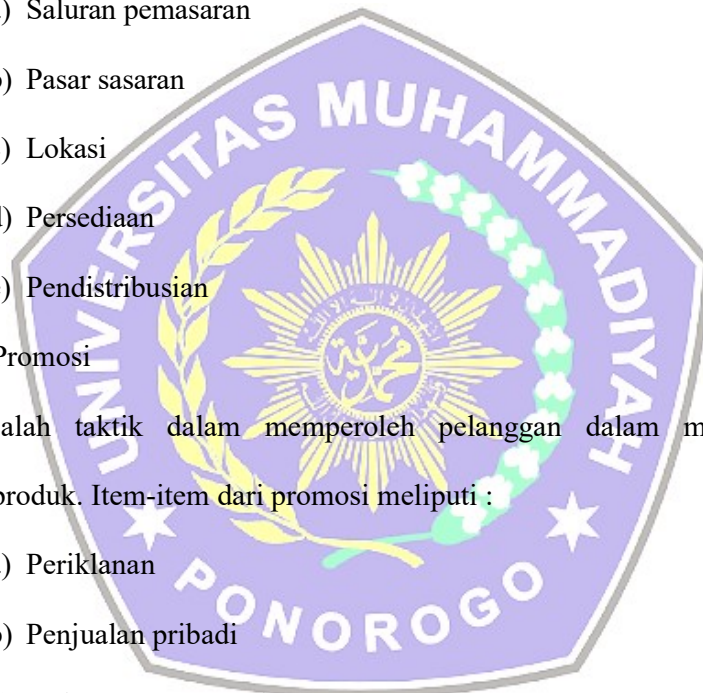 ) Saluran pemasaran
) Pasar sasaran
) Lokasi
) Persediaan
) Pendistribusian
Promosi
alah taktik dalam memperoleh pelanggan dalam m
produk. Item-item dari promosi meliputi :
) Periklanan
) Penjualan pribadi
UNIVERSITAS MUHAMMADIYAH
PONOROGO
محمدية